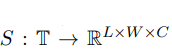 S : 𝕋 → ℝ^{L×W×C}